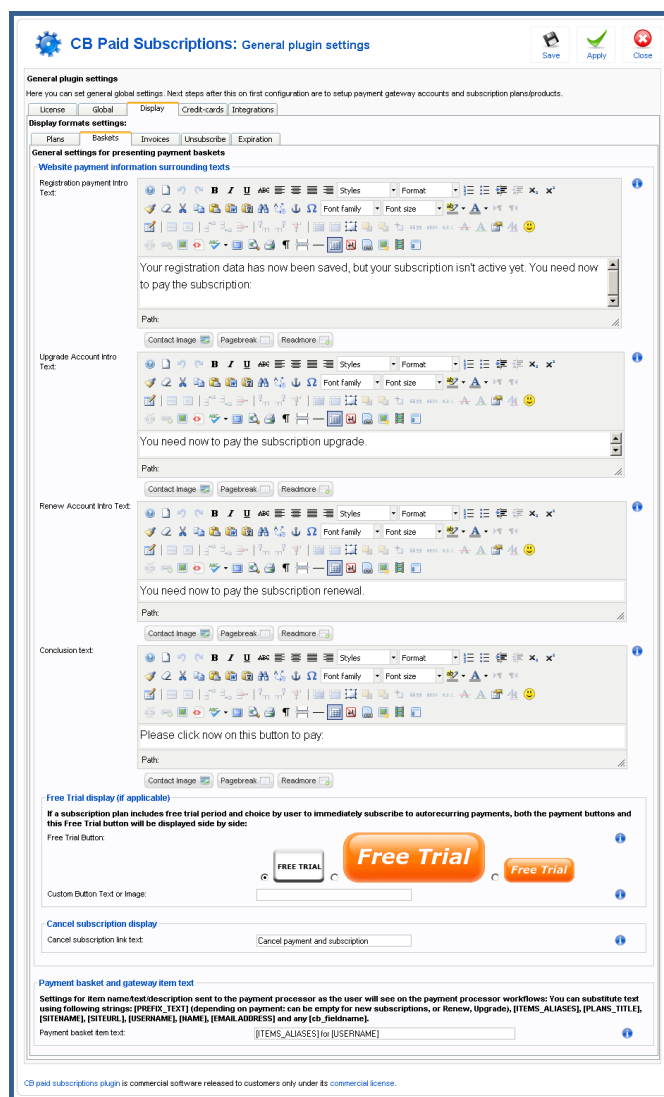 CB Paid Subscriptions: General plugin settings
Save Apply Close
General plugin settings
Here you can set general global settings. Next steps after this on first configuration are to setup payment gateway accounts and subscription plans/products.
License Global Display Credit-cards Integrations
Display formats settings:
Plans Baskets Invoices Unsubscribe Expiration
General settings for presenting payment baskets
Website payment information surrounding texts
Registration payment Intro
Text:
Styles Format
Font family Font size
Your registration data has now been saved, but your subscription isn't active yet. You need now
to pay the subscription:
Path:
Contact Image Pagebreak Readmore
Upgrade Account Intro
Text:
Styles Format
Font family Font size
You need now to pay the subscription upgrade.
Path:
Contact Image Pagebreak Readmore
Renew Account Intro Text:
Styles Format
Font family Font size
You need now to pay the subscription renewal.
Path:
Contact Image Pagebreak Readmore
Conclusion text:
Styles Format
Font family Font size
Please click now on this button to pay:
Path:
Contact Image Pagebreak Readmore
Free Trial display (if applicable)
If a subscription plan includes free trial period and choice by user to immediately subscribe to autorecurring payments, both the payment buttons and
this Free Trial button will be displayed side by side:
Free Trial Button:
FREE TRIAL Free Trial Free Trial
Custom Button Text or Image:
Cancel subscription display
Cancel subscription link text: Cancel payment and subscription
Payment basket and gateway item text
Settings for item name/text/description sent to the payment processor as the user will see on the payment processor workflows: You can substitute text
using following strings: [PREFIX_TEXT] (depending on payment: can be empty for new subscriptions, or Renew, Upgrade), [ITEMS_ALIASES], [PLANS_TITLE],
[SITENAME], [SITEURL], [USERNAME], [NAME], [EMAILADDRESS] and any [cb_fieldname].
Payment basket item text: [ITEMS_ALIASES] for [USERNAME]
CB paid subscriptions plugin is commercial software released to customers only under its commercial license.